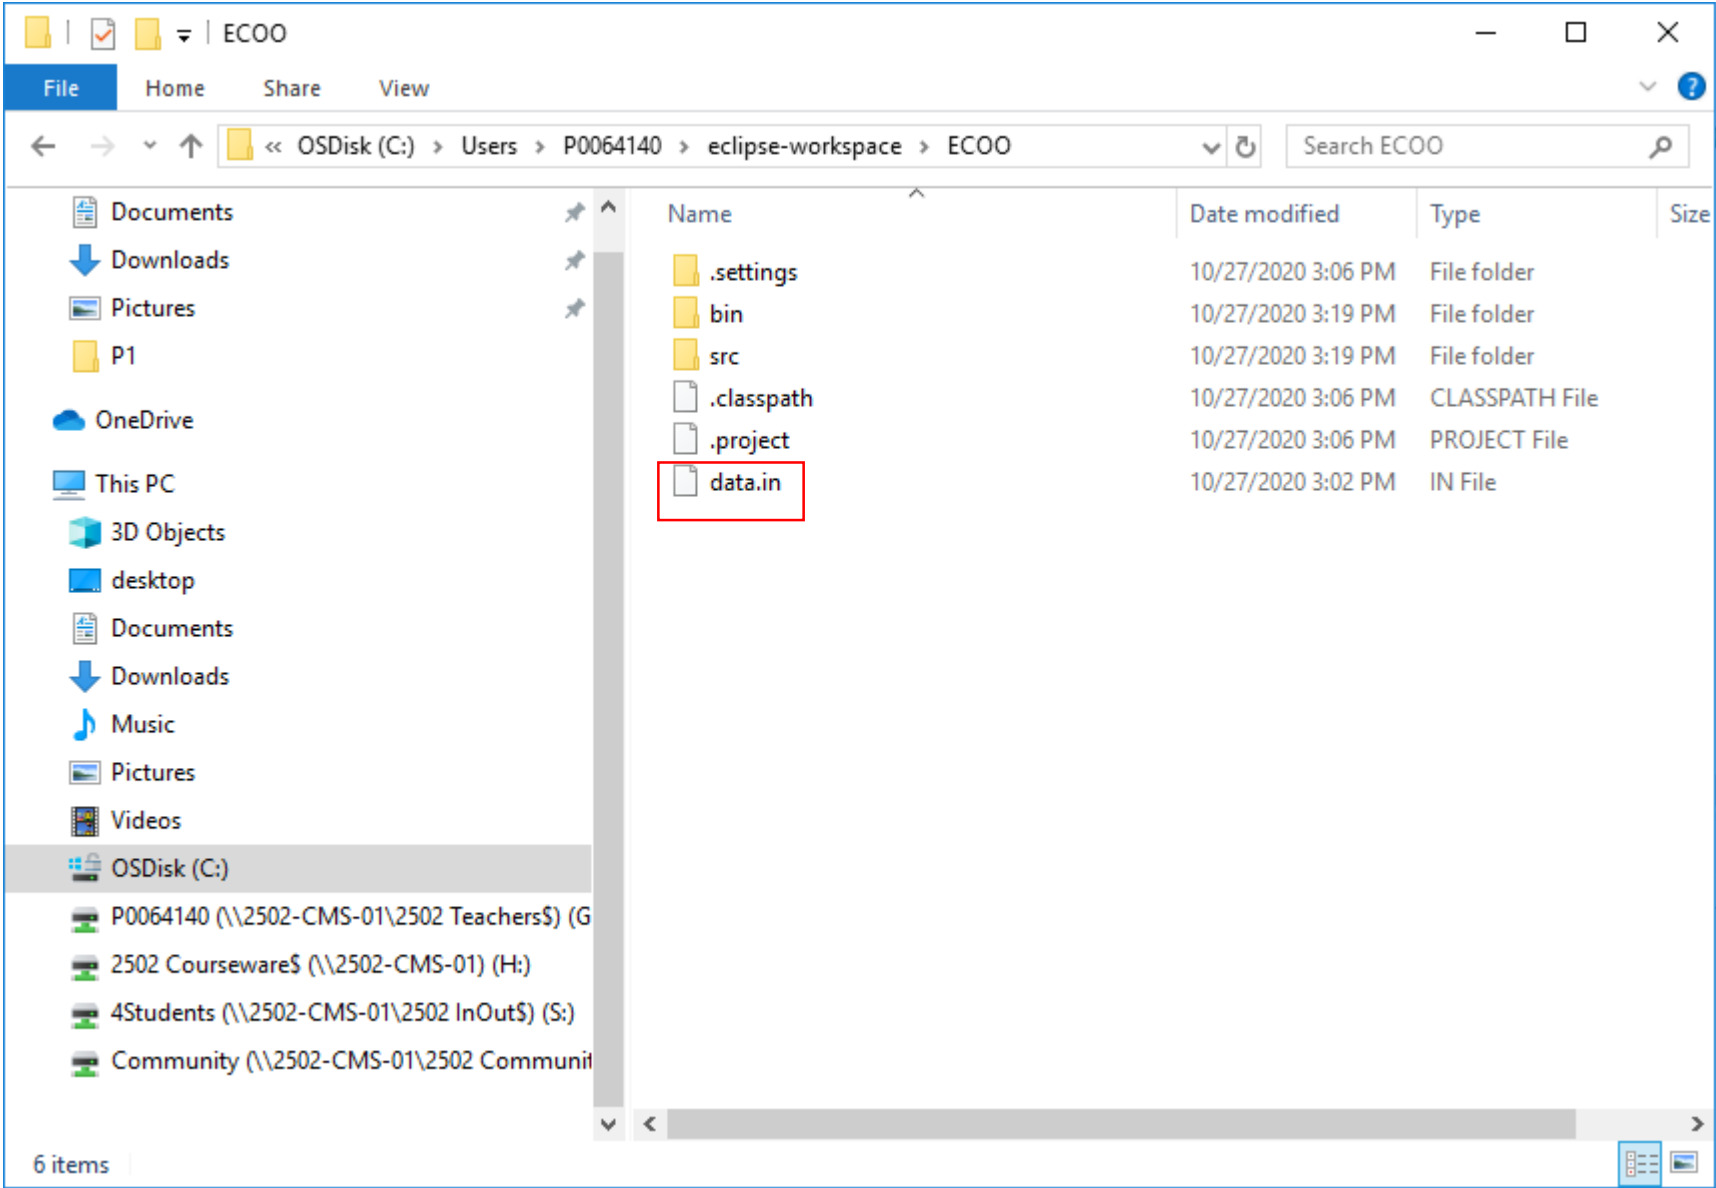 ECOO
File Home Share View
« OSDisk (C:) > Users > P0064140 > eclipse-workspace > ECOO
Search ECOO
Documents
Downloads
Pictures
P1
OneDrive
This PC
3D Objects
desktop
Documents
Downloads
Music
Pictures
Videos
OSDisk (C:)
P0064140 (\\2502-CMS-01\2502 Teachers$) (G
2502 Courseware$ (\\2502-CMS-01) (H:)
4Students (\\2502-CMS-01\2502 InOut$) (S:)
Community (\\2502-CMS-01\2502 Communit
Name Date modified Type Size
.settings 10/27/2020 3:06 PM File folder
bin 10/27/2020 3:19 PM File folder
src 10/27/2020 3:19 PM File folder
.classpath 10/27/2020 3:06 PM CLASSPATH File
.project 10/27/2020 3:06 PM PROJECT File
data.in 10/27/2020 3:02 PM IN File
6 items